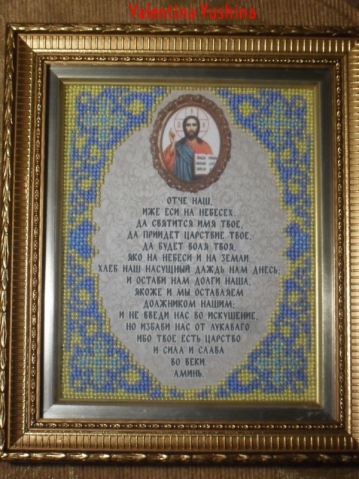 Valentina Yushina
ОТЧЕ НАШ,
ИЖЕ ЕСИ НА НЕБЕСЕХ,
ДА СВЯТИТСЯ ИМЯ ТВОЕ,
ДА ПРИИДЕТ ЦАРСТВИЕ ТВОЕ,
ДА БУДЕТ ВОЛЯ ТВОЯ,
ЯКО НА НЕБЕСИ И НА ЗЕМЛИ.
ХЛЕБ НАШ НАСУЩНЫЙ ДАЖДЬ НАМ ДНЕСЬ,
И ОСТАВИ НАМ ДОЛГИ НАША,
ЯКОЖЕ И МЫ ОСТАВЛЯЕМ
ДОЛЖНИКОМ НАШИМ;
И НЕ ВВЕДИ НАС ВО ИСКУШЕНИЕ,
НО ИЗБАВИ НАС ОТ ЛУКАВАГО
ИБО ТВОЕ ЕСТЬ ЦАРСТВО
И СИЛА И СЛАВА
ВО ВЕКИ.
АМИНЬ.